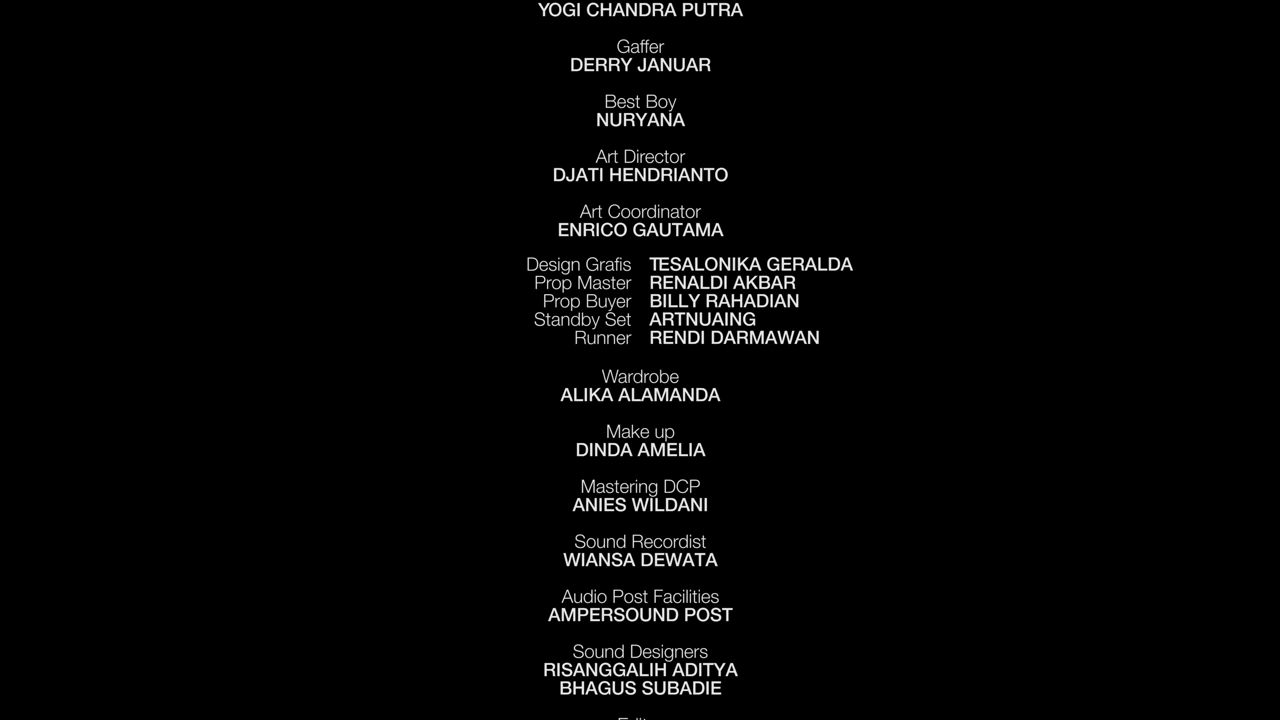 YOGI CHANDRA PUTRA
Gaffer
DERRY JANUAR
Best Boy
NURYANA
Art Director
DJATI HENDRIANTO
Art Coordinator
ENRICO GAUTAMA
Design Grafis TESALONIKA GERALDA
Prop Master RENALDI AKBAR
Prop Buyer BILLY RAHADIAN
Standby Set ARTNUAING
Runner RENDI DARMAWAN
Wardrobe
ALIKA ALAMANDA
Make up
DINDA AMELIA
Mastering DCP
ANIES WILDANI
Sound Recordist
WIANSA DEWATA
Audio Post Facilities
AMPERSOUND POST
Sound Designers
RISANGGALIH ADITYA
BHAGUS SUBADIE